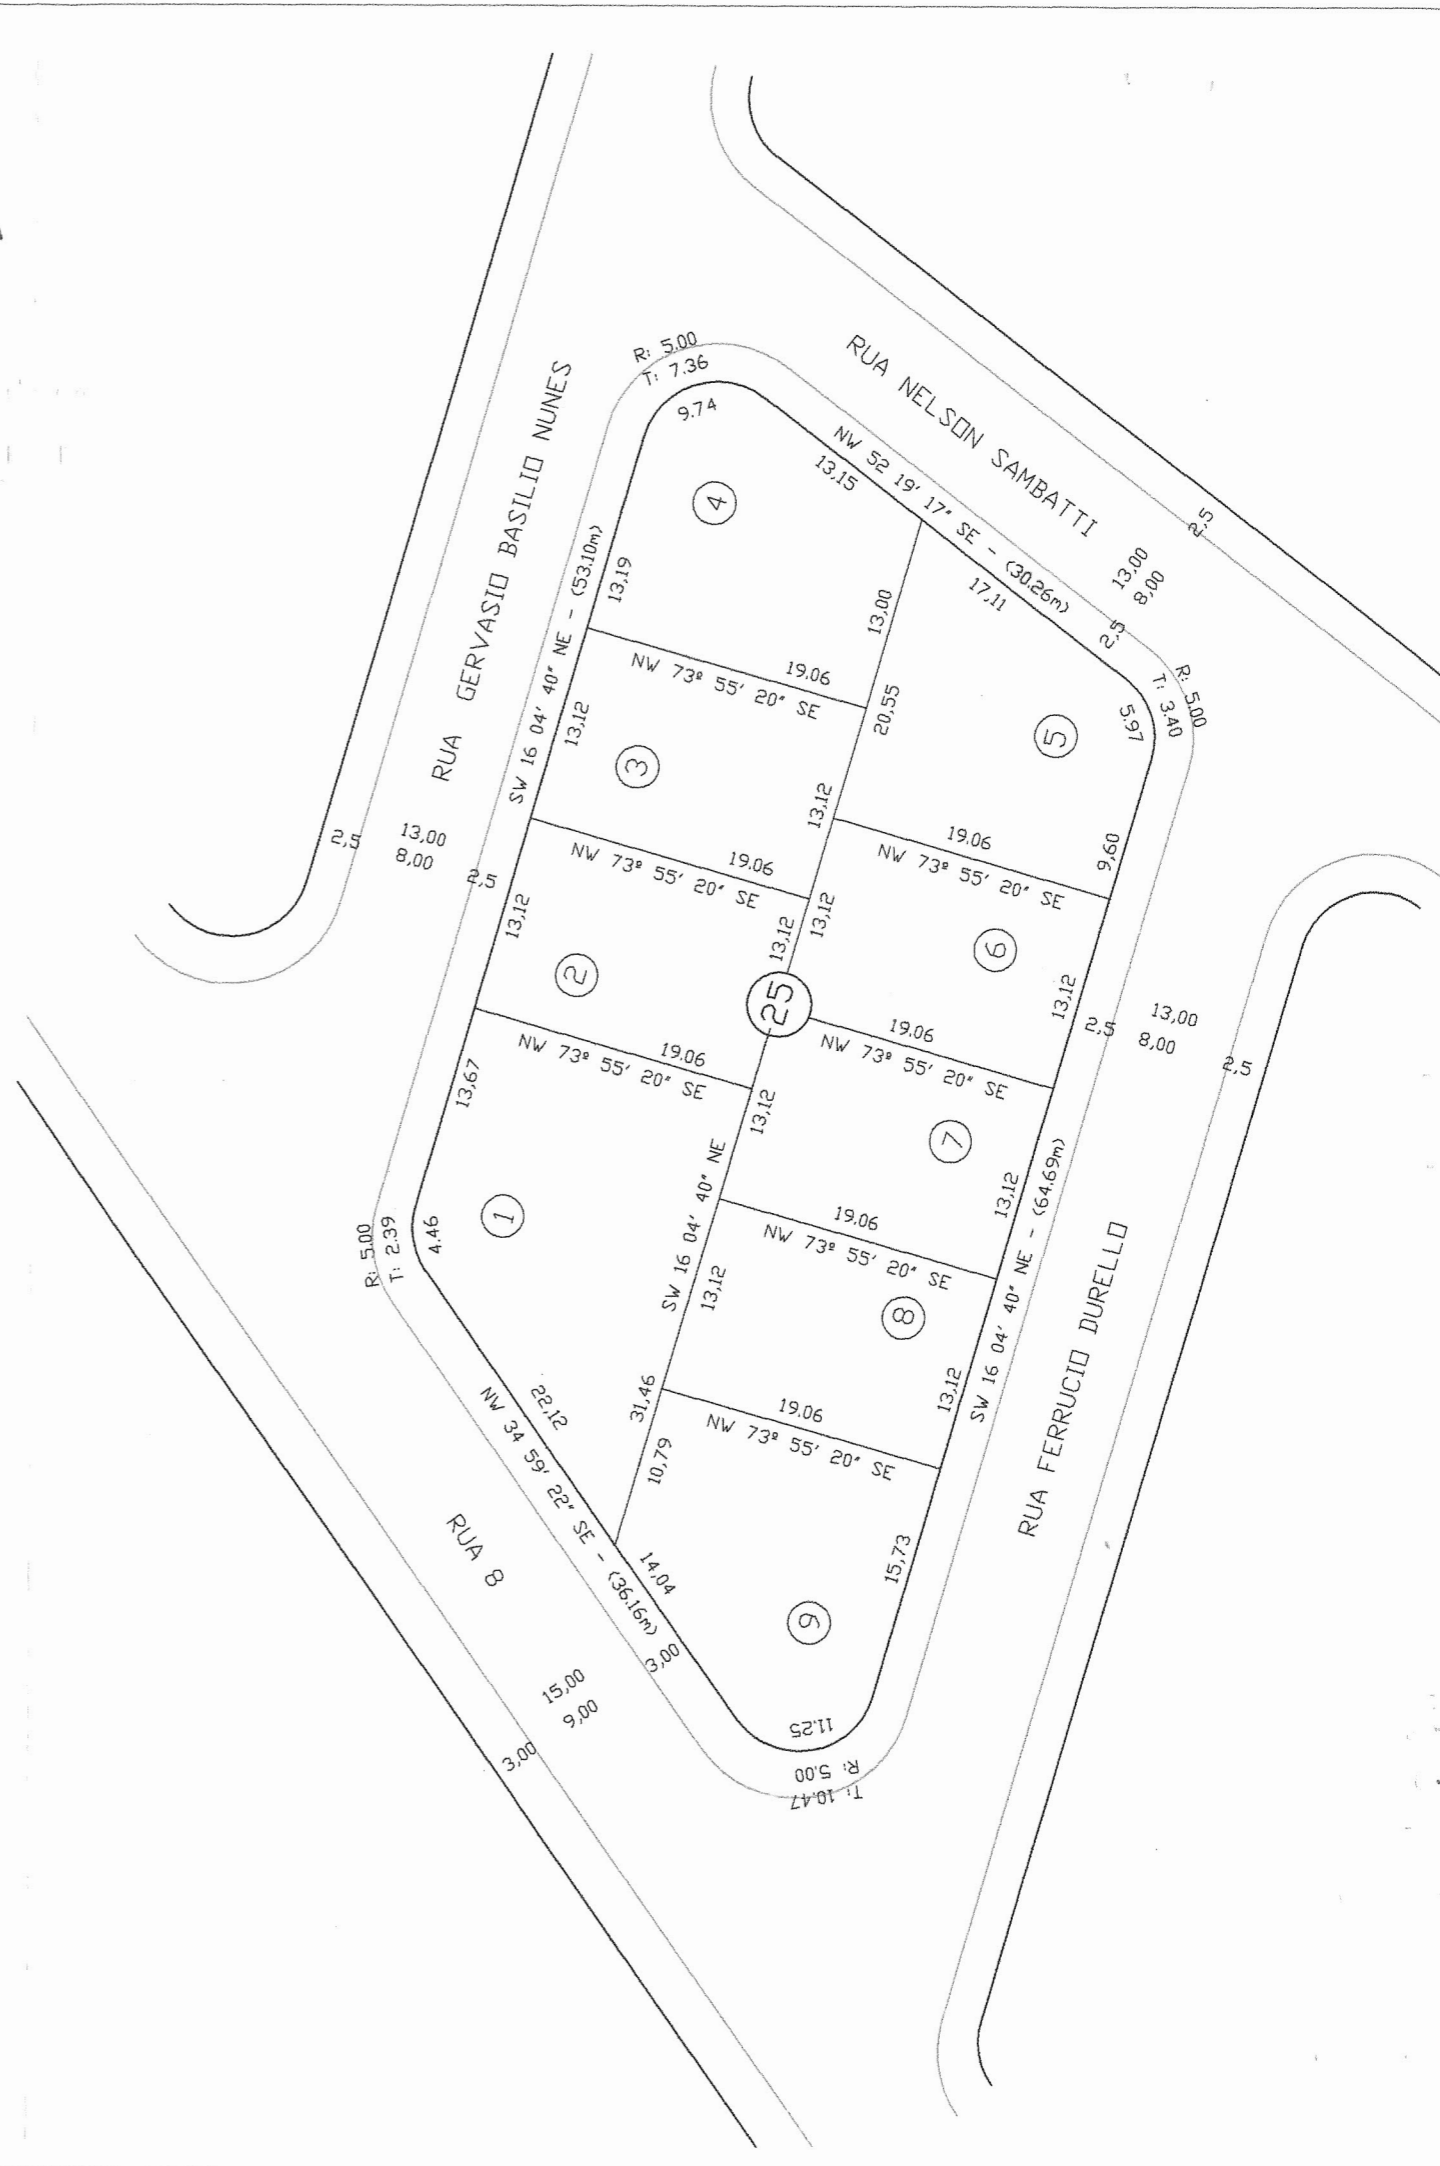 R: 5.00
T: 7.36
9.74
RUA NELSON SAMBATTI
NW 52 19' 17" SE - (30.26m)
13,15
4
RUA GERVASIO BASILIO NUNES
SW 16 04' 40" NE - (53.10m)
13,19
13,00
17,11
2,5
13,00
8,00
2,5
19.06
NW 73º 55' 20" SE
R: 5.00
T: 3.40
5.97
20,55
5
13,12
3
13,12
2,5
13,00
8,00
2,5
19.06
NW 73º 55' 20" SE
19.06
NW 73º 55' 20" SE
9,60
13,12
13,12
13,12
2
6
25
13,12
2,5
13,00
8,00
2,5
19.06
NW 73º 55' 20" SE
19.06
NW 73º 55' 20" SE
13,67
13,12
7
SW 16 04' 40" NE
1
R: 5.00
T: 2.39
4.46
13,12
SW 16 04' 40" NE - (64.69m)
19.06
NW 73º 55' 20" SE
13,12
8
RUA FERRUCIO DURELLO
13,12
22,12
31,46
19.06
NW 73º 55' 20" SE
10,79
NW 34 59' 22" SE - (36.16m)
RUA 8
14,04
15,73
9
3,00
15,00
9,00
3,00
11.25
R: 5.00
T: 10.47